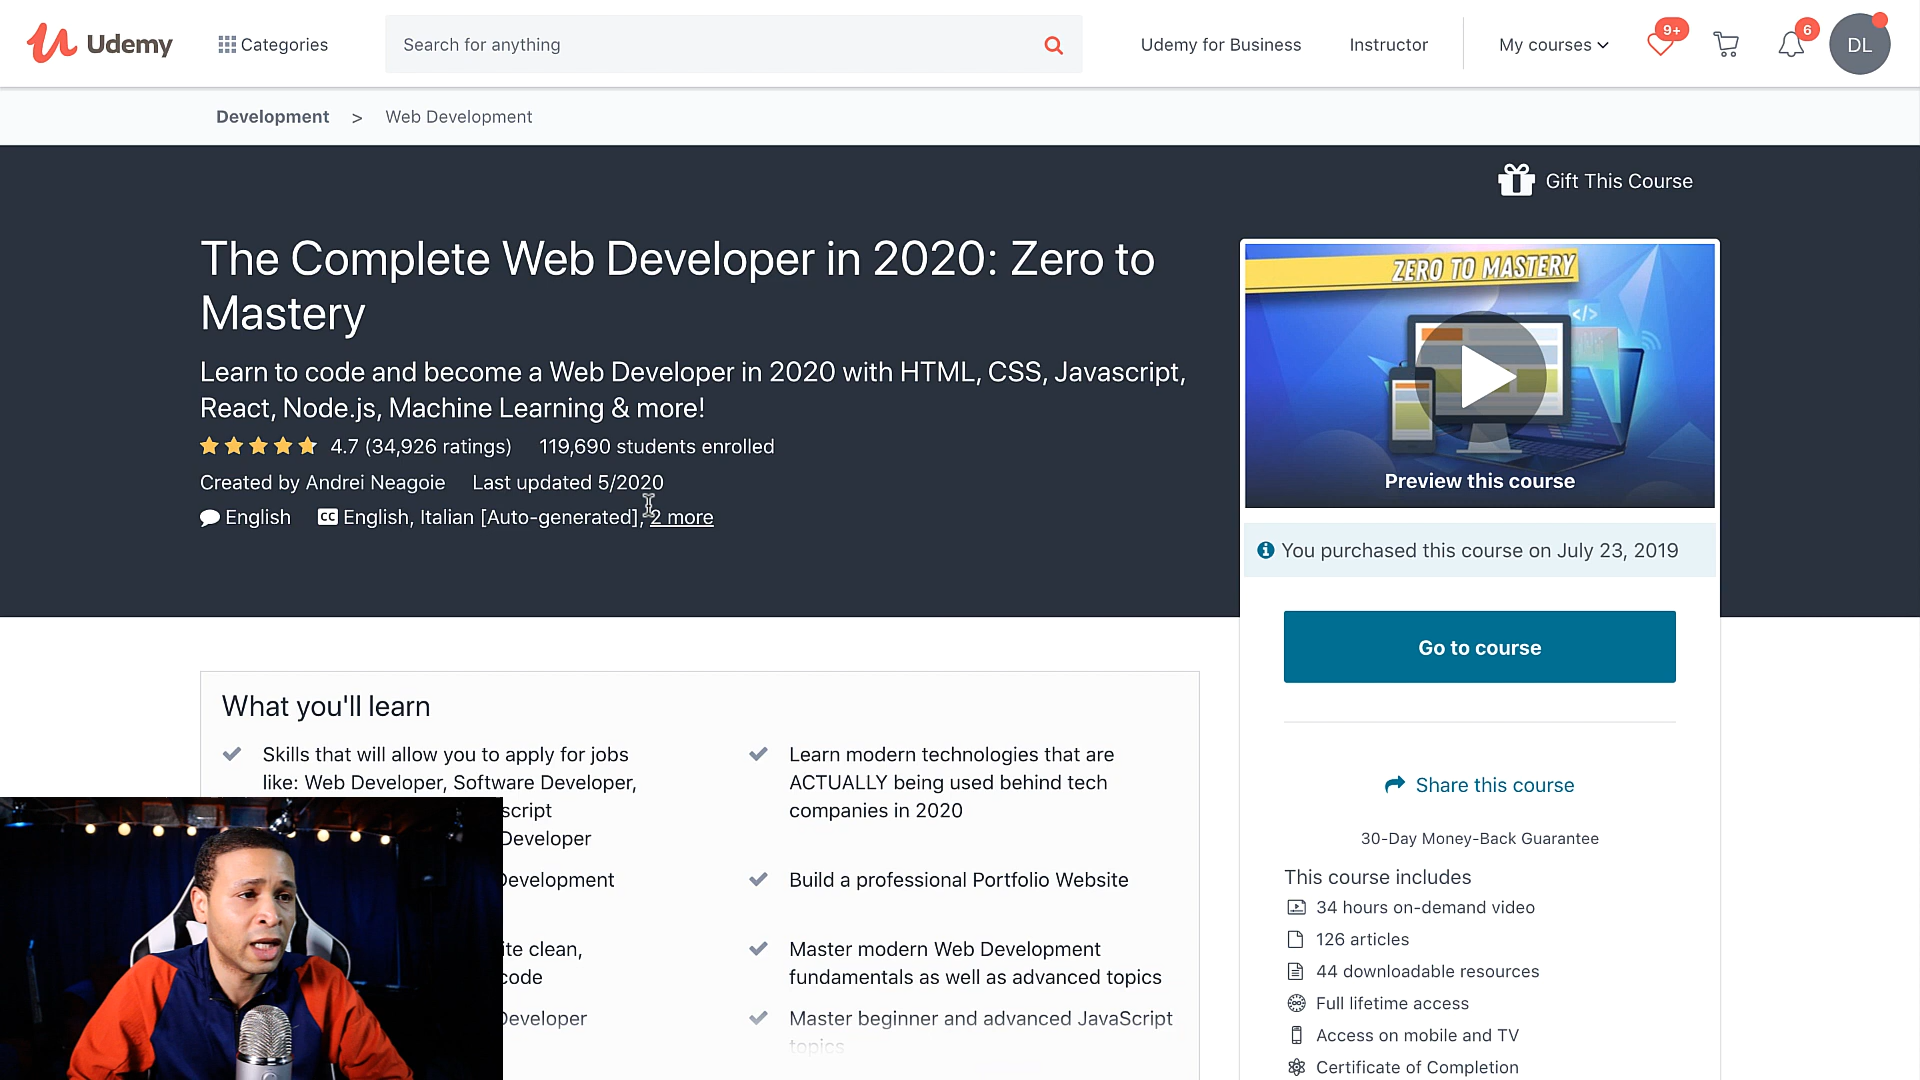 Udemy
Categories
Search for anything
Udemy for Business
Instructor
My courses
9+
6
DL
Development > Web Development
Gift This Course
The Complete Web Developer in 2020: Zero to
Mastery
Learn to code and become a Web Developer in 2020 with HTML, CSS, Javascript,
React, Node.js, Machine Learning & more!
4.7 (34,926 ratings) 119,690 students enrolled
Created by Andrei Neagoie Last updated 5/2020
English CC English, Italian [Auto-generated], 2 more
ZERO TO MASTERY
</>
Preview this course
You purchased this course on July 23, 2019
Go to course
Share this course
30-Day Money-Back Guarantee
This course includes
34 hours on-demand video
126 articles
44 downloadable resources
Full lifetime access
Access on mobile and TV
Certificate of Completion
What you'll learn
Skills that will allow you to apply for jobs
like: Web Developer, Software Developer,
script
Developer
Development
ite clean,
code
Developer
Learn modern technologies that are
ACTUALLY being used behind tech
companies in 2020
Build a professional Portfolio Website
Master modern Web Development
fundamentals as well as advanced topics
Master beginner and advanced JavaScript
topics